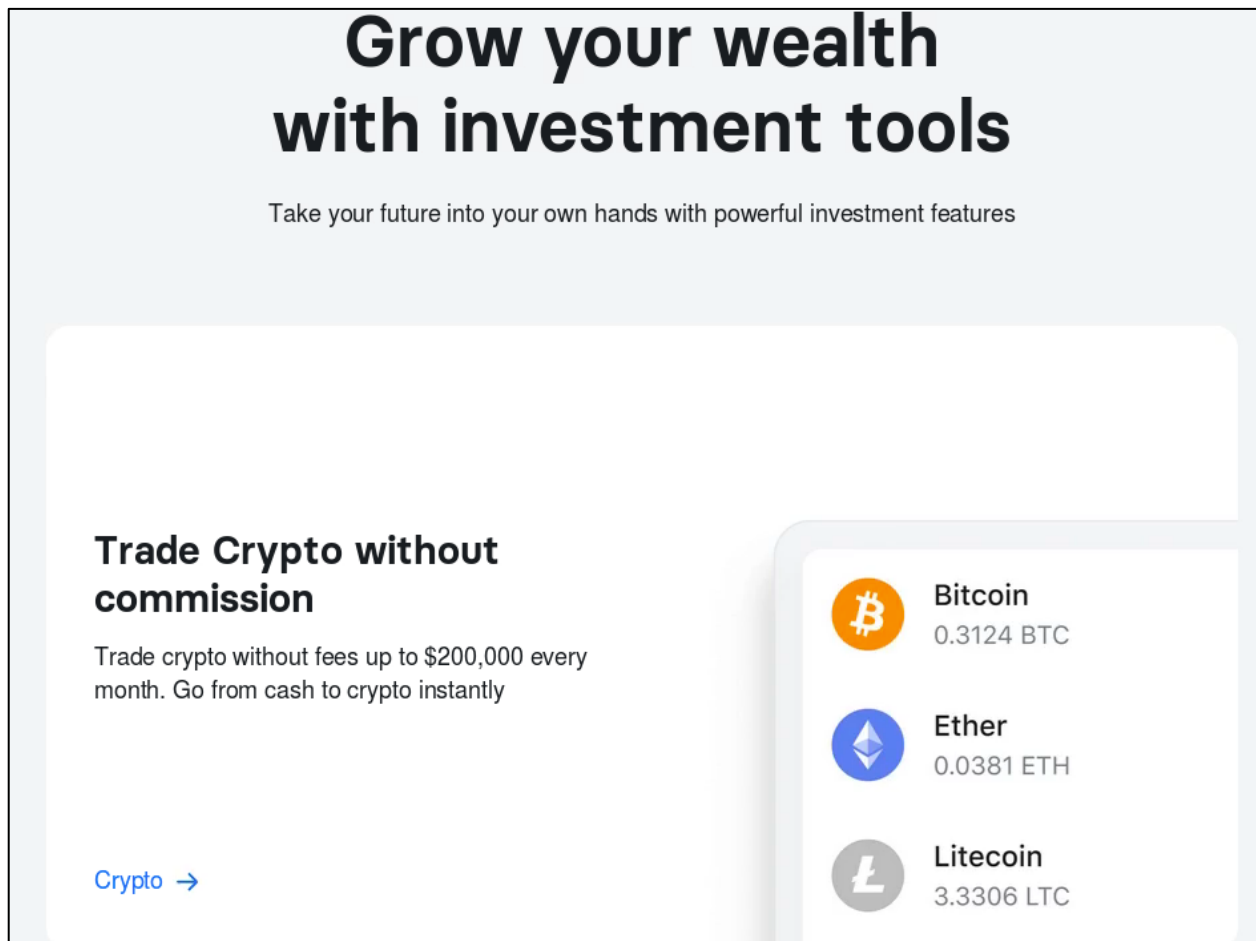 Grow your wealth
with investment tools
Take your future into your own hands with powerful investment features
Trade Crypto without
commission
Trade crypto without fees up to $200,000 every
month. Go from cash to crypto instantly
Crypto →
Bitcoin
0.3124 BTC
Ether
0.0381 ETH
Litecoin
3.3306 LTC